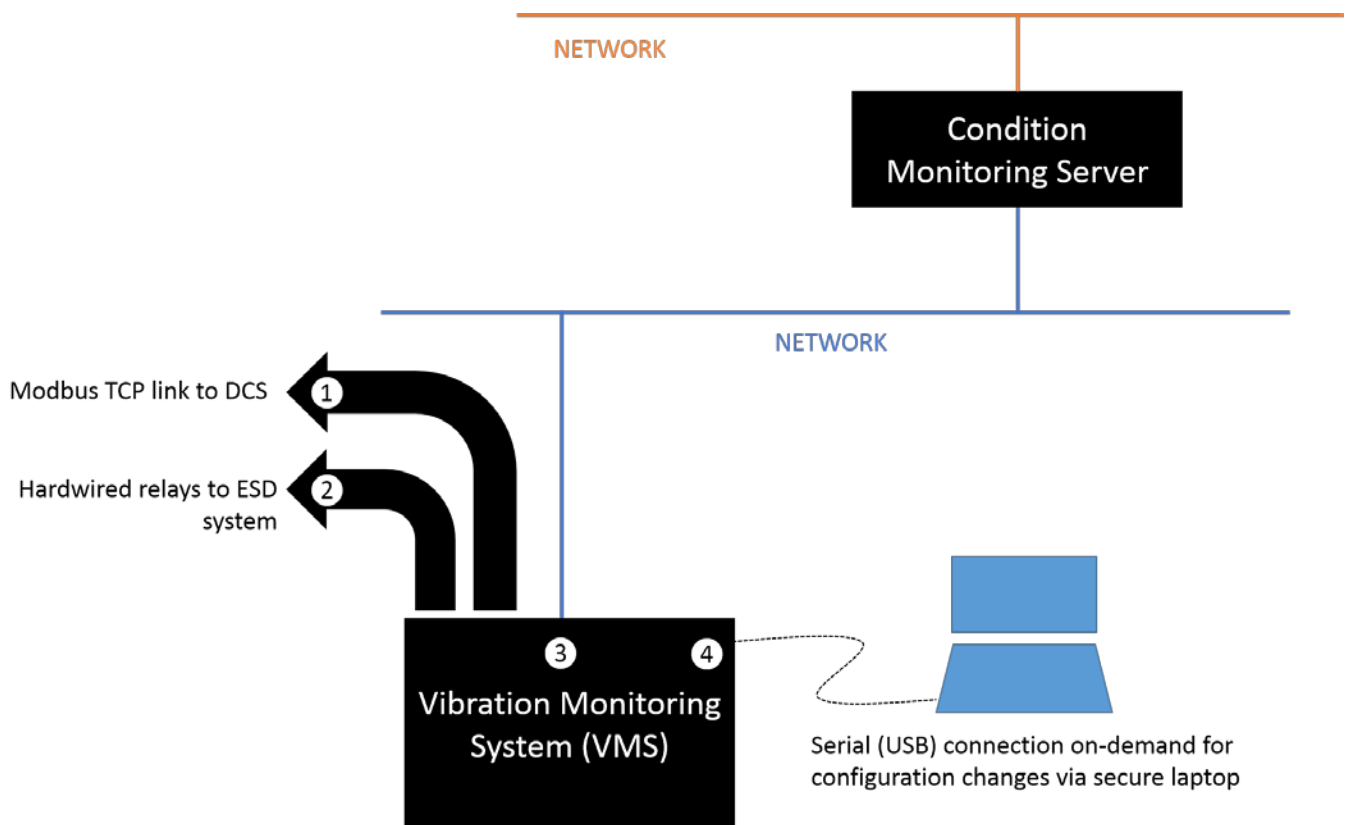 NETWORK
Condition
Monitoring Server
NETWORK
Modbus TCP link to DCS
1
Hardwired relays to ESD
system
2
3
4
Vibration Monitoring
System (VMS)
Serial (USB) connection on-demand for
configuration changes via secure laptop